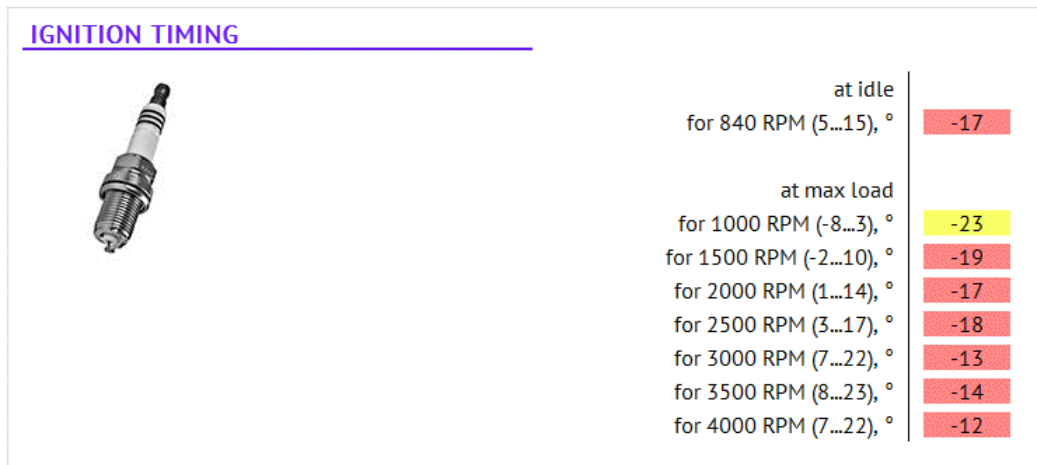 IGNITION TIMING
at idle
for 840 RPM (5...15), ° -17
at max load
for 1000 RPM (-8...3), ° -23
for 1500 RPM (-2...10), ° -19
for 2000 RPM (1...14), ° -17
for 2500 RPM (3...17), ° -18
for 3000 RPM (7...22), ° -13
for 3500 RPM (8...23), ° -14
for 4000 RPM (7...22), ° -12